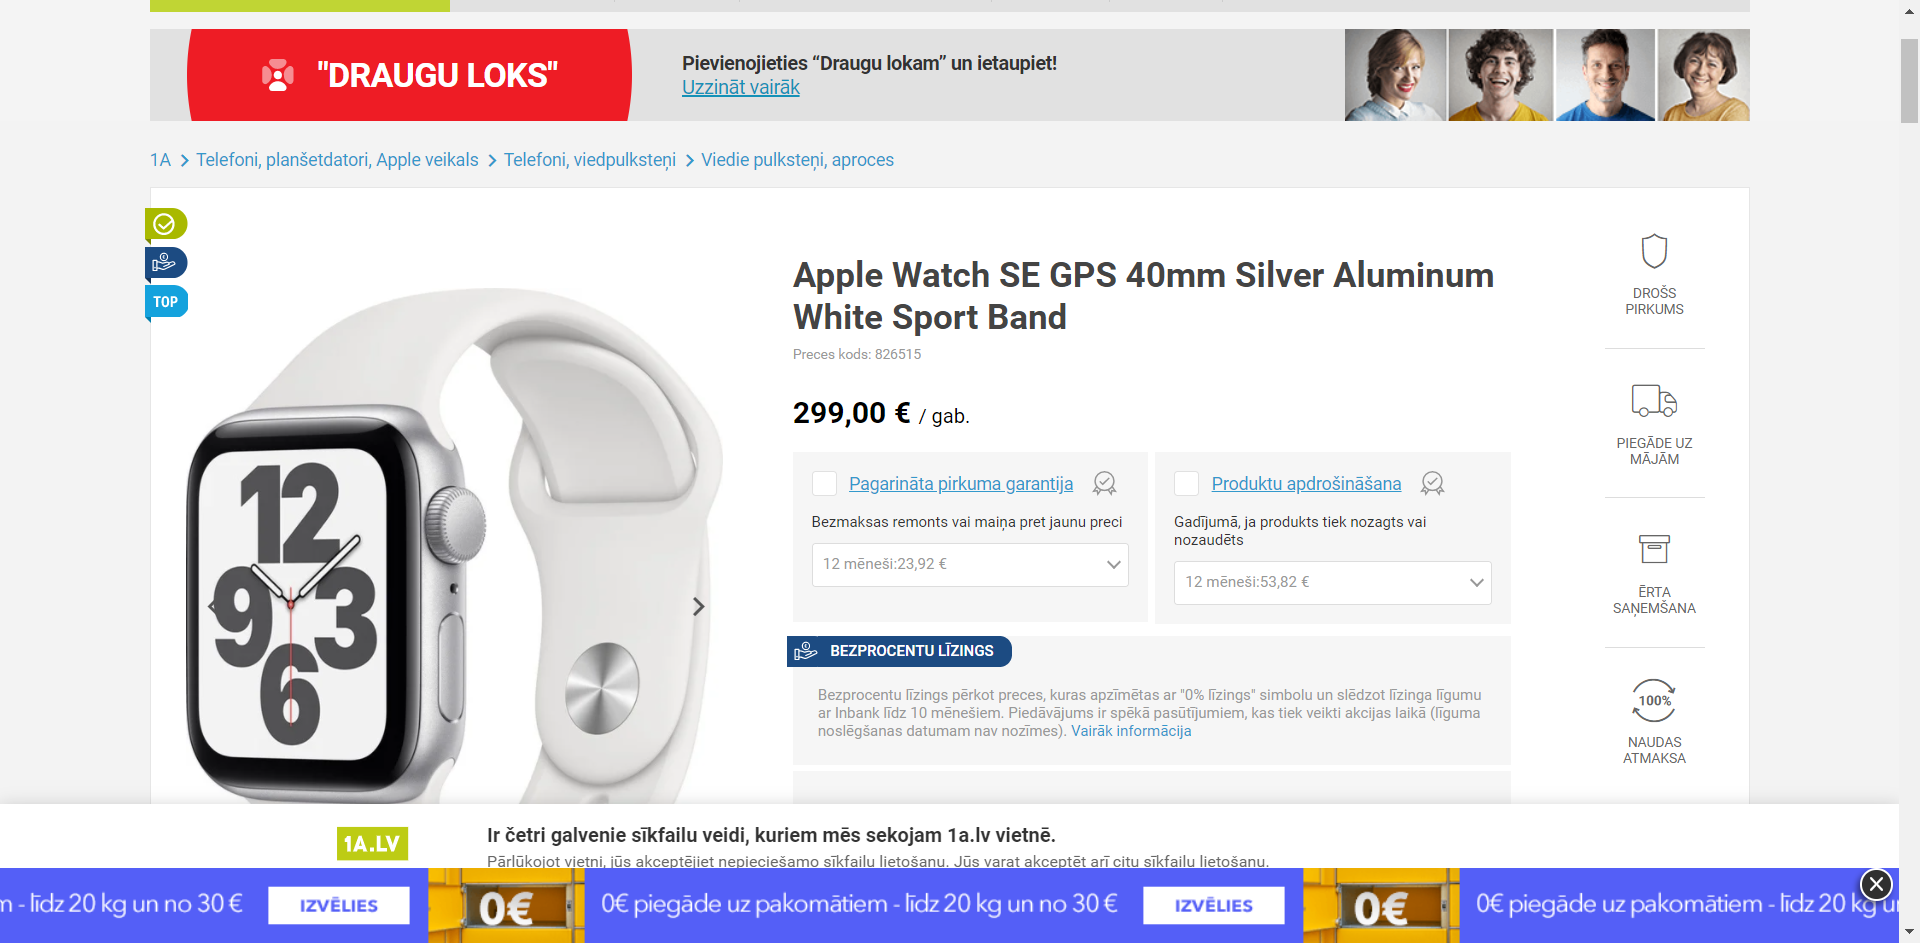 "DRAUGU LOKS"
Pievienojieties “Draugu lokam” un ietaupiet!
Uzzināt vairāk
1A > Telefoni, planšetdatori, Apple veikals > Telefoni, viedpulksteņi > Viedie pulksteņi, aproces
TOP
12
9 3
6
Apple Watch SE GPS 40mm Silver Aluminum
White Sport Band
Preces kods: 826515
299,00 € / gab.
Pagarināta pirkuma garantija
Bezmaksas remonts vai maiņa pret jaunu preci
12 mēneši:23,92 €
Produktu apdrošināšana
Gadījumā, ja produkts tiek nozagts vai
nozaudēts
12 mēneši:53,82 €
BEZPROCENTU LĪZINGS
Bezprocentu līzings pērkot preces, kuras apzīmētas ar "0% līzings" simbolu un slēdzot līzinga līgumu
ar Inbank līdz 10 mēnešiem. Piedāvājums ir spēkā pasūtījumiem, kas tiek veikti akcijas laikā (līguma
noslēgšanas datumam nav nozīmes). Vairāk informācija
DROŠS
PIRKUMS
PIEGĀDE UZ
MĀJĀM
ĒRTA
SAŅEMŠANA
100%
NAUDAS
ATMAKSA
1A.LV
Ir četri galvenie sīkfailu veidi, kuriem mēs sekojam 1a.lv vietnē.
Pārlūkojot vietni, jūs akceptējiet nepieciešamo sīkfailu lietošanu. Jūs varat akceptēt arī citu sīkfailu lietošanu.
m - līdz 20 kg un no 30 € IZVĒLIES 0€ 0€ piegāde uz pakomātiem - līdz 20 kg un no 30 € IZVĒLIES 0€ 0€ piegāde uz pakomātiem - līdz 20 kg u